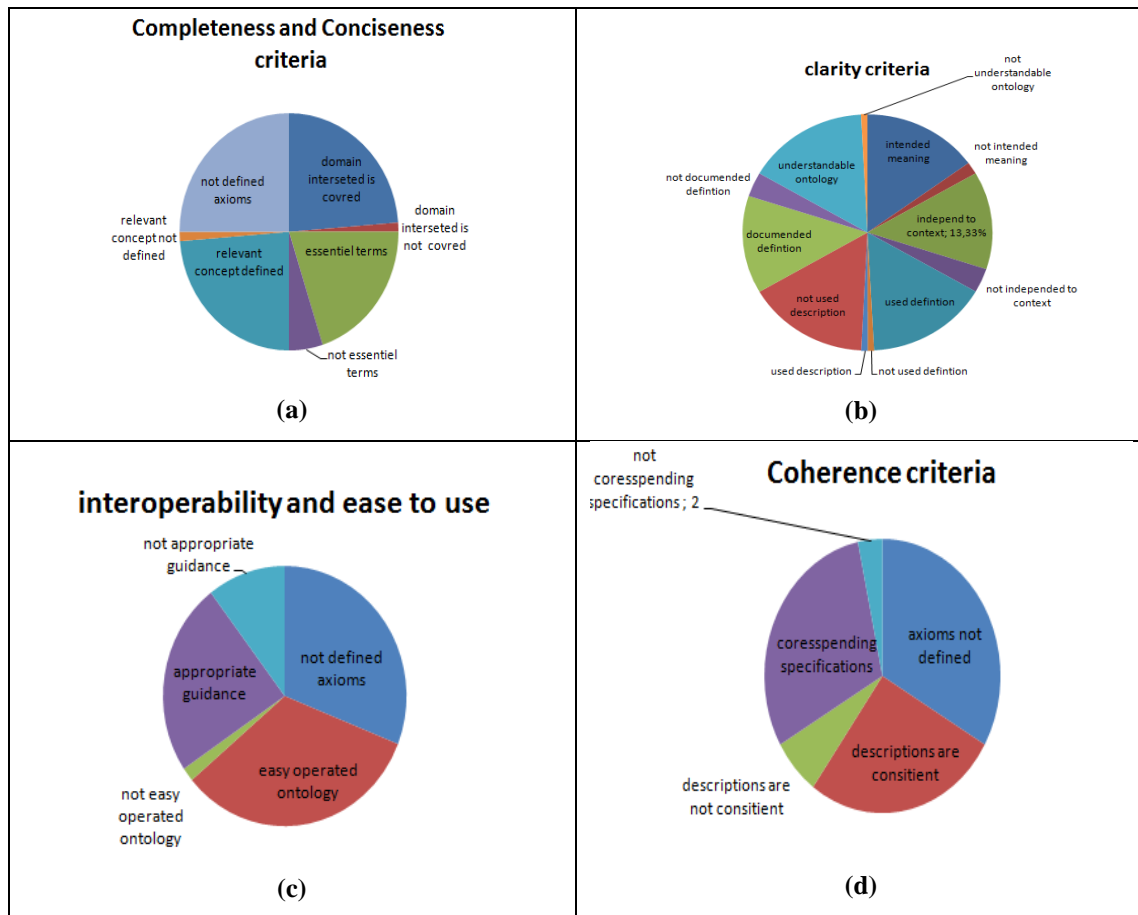 Completeness and Conciseness
criteria
domain
interseted is
covred
not defined
axioms
domain
interseted is
not covred
relevant
concept not
defined
essentiel terms
relevant
concept defined
not essentiel
terms
(a)
not
understandable
ontology
clarity criteria
intended
meaning
not intended
meaning
understandable
ontology
not documended
defintion
independ to
context; 13,33%
documended
defintion
not independed to
context
not used
description
used defintion
used description
not used defintion
(b)
interoperability and ease to use
not appropriate
guidance
not defined
axioms
appropriate
guidance
easy operated
ontology
not easy
operated
ontology
(c)
not
coresspending
specifications ; 2
Coherence criteria
axioms not
defined
coresspending
specifications
descriptions are
consitient
descriptions are
not consitient
(d)